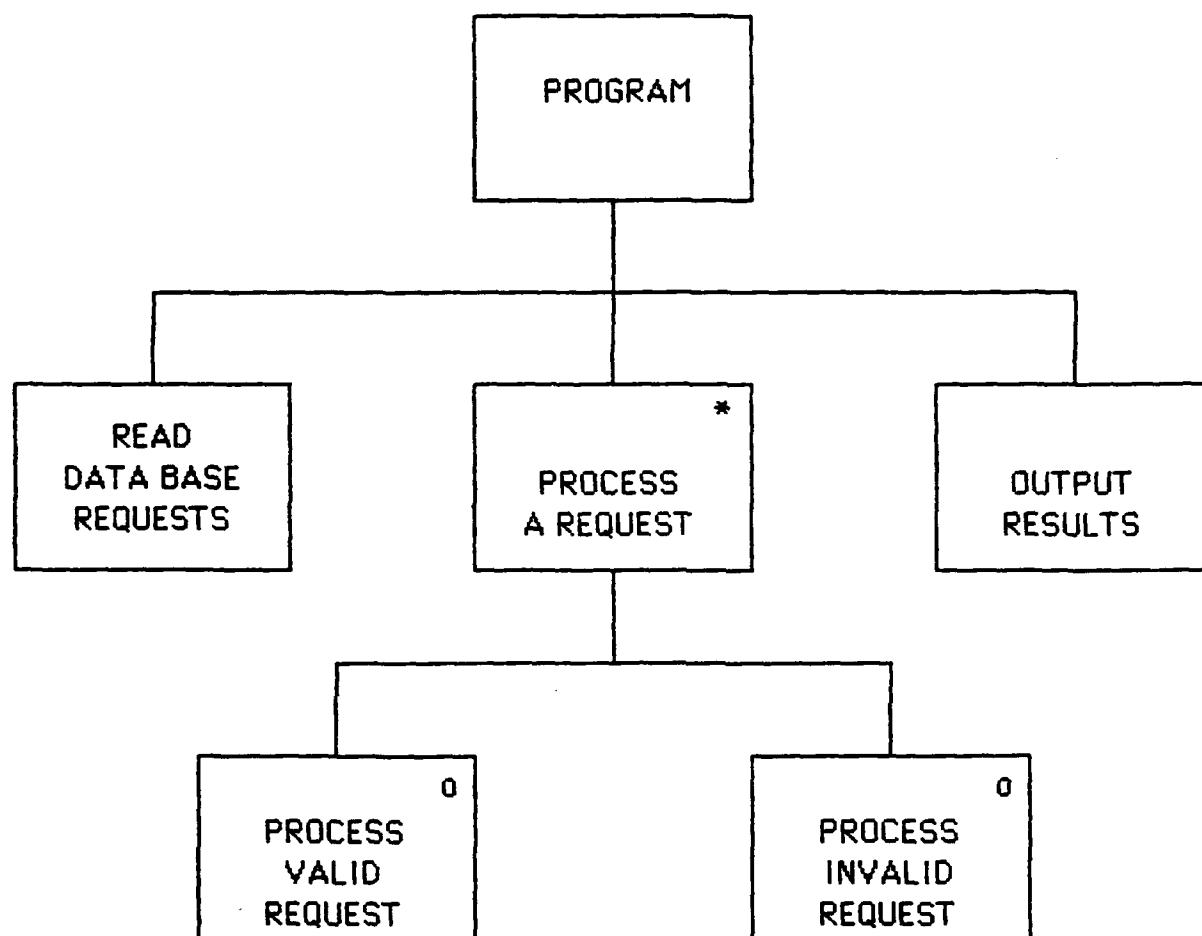 PROGRAM
READ
DATA BASE
REQUESTS
*
PROCESS
A REQUEST
OUTPUT
RESULTS
o
PROCESS
VALID
REQUEST
o
PROCESS
INVALID
REQUEST